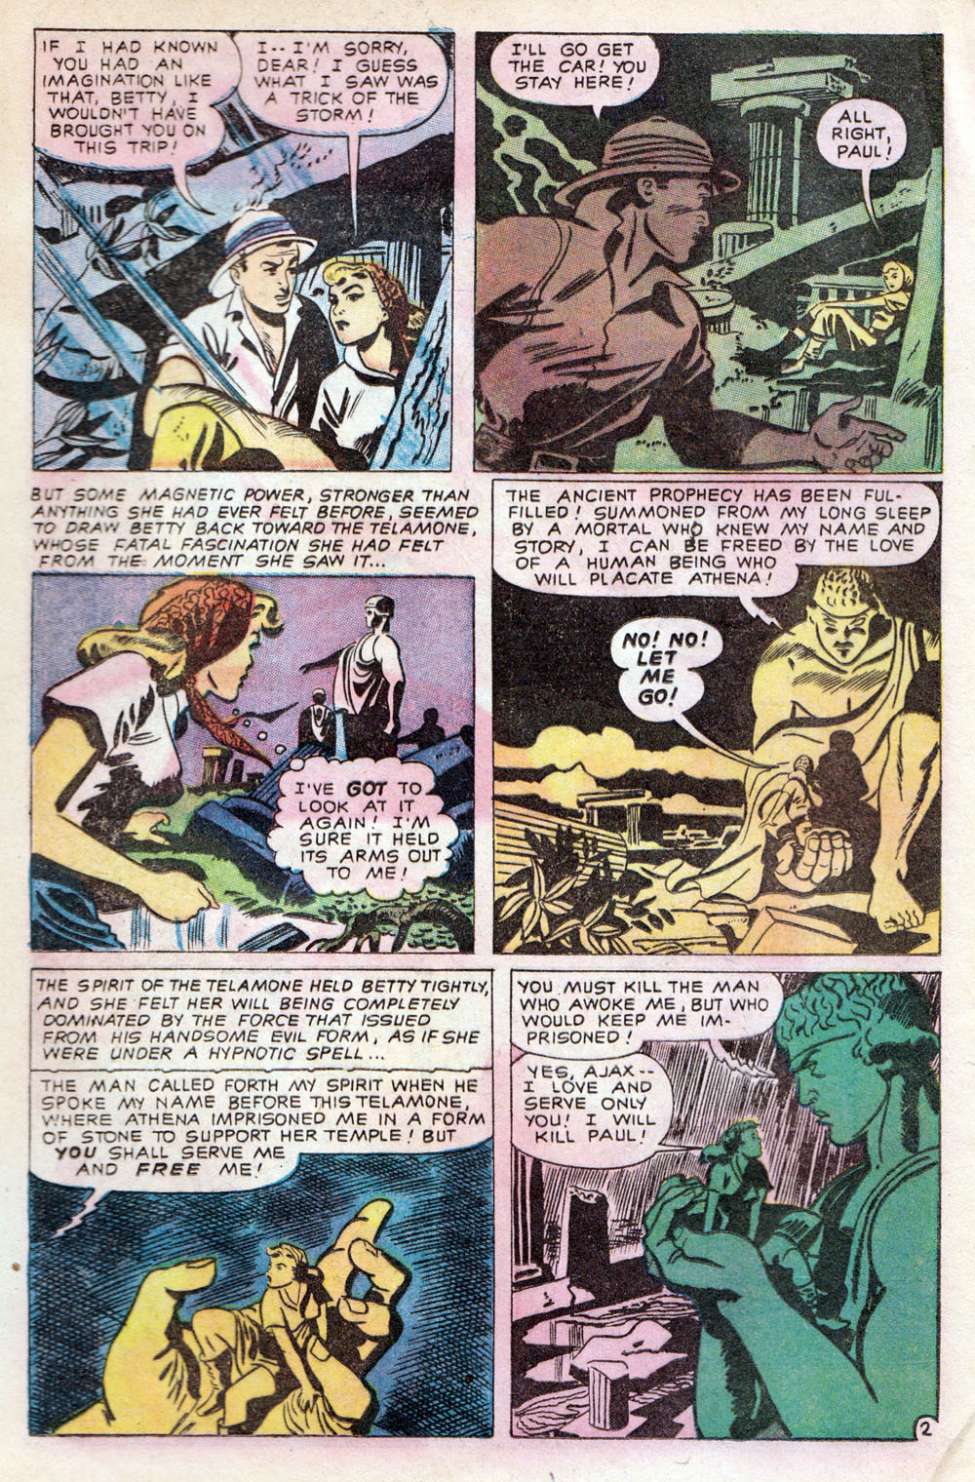 IF I HAD KNOWN
YOU HAD AN
IMAGINATION LIKE
THAT, BETTY, I
WOULDN'T HAVE
BROUGHT YOU ON
THIS TRIP!
I-- I'M SORRY,
DEAR! I GUESS
WHAT I SAW WAS
A TRICK OF THE
STORM!
I'LL GO GET
THE CAR! YOU
STAY HERE!
ALL
RIGHT,
PAUL!
BUT SOME MAGNETIC POWER, STRONGER THAN
ANYTHING SHE HAD EVER FELT BEFORE, SEEMED
TO DRAW BETTY BACK TOWARD THE TELAMONE,
WHOSE FATAL FASCINATION SHE HAD FELT
FROM THE MOMENT SHE SAW IT...
I'VE GOT TO
LOOK AT IT
AGAIN! I'M
SURE IT HELD
ITS ARMS OUT
TO ME!
THE ANCIENT PROPHECY HAS BEEN FUL-
FILLED! SUMMONED FROM MY LONG SLEEP
BY A MORTAL WHO KNEW MY NAME AND
STORY, I CAN BE FREED BY THE LOVE
OF A HUMAN BEING WHO
WILL PLACATE ATHENA!
NO! NO!
LET
ME
GO!
THE SPIRIT OF THE TELAMONE HELD BETTY TIGHTLY,
AND SHE FELT HER WILL BEING COMPLETELY
DOMINATED BY THE FORCE THAT ISSUED
FROM HIS HANDSOME EVIL FORM, AS IF SHE
WERE UNDER A HYPNOTIC SPELL...
THE MAN CALLED FORTH MY SPIRIT WHEN HE
SPOKE MY NAME BEFORE THIS TELAMONE,
WHERE ATHENA IMPRISONED ME IN A FORM
OF STONE TO SUPPORT HER TEMPLE! BUT
YOU SHALL SERVE ME
AND FREE ME!
YOU MUST KILL THE MAN
WHO AWOKE ME, BUT WHO
WOULD KEEP ME IM-
PRISONED!
YES, AJAX--
I LOVE AND
SERVE ONLY
YOU! I WILL
KILL PAUL!
2